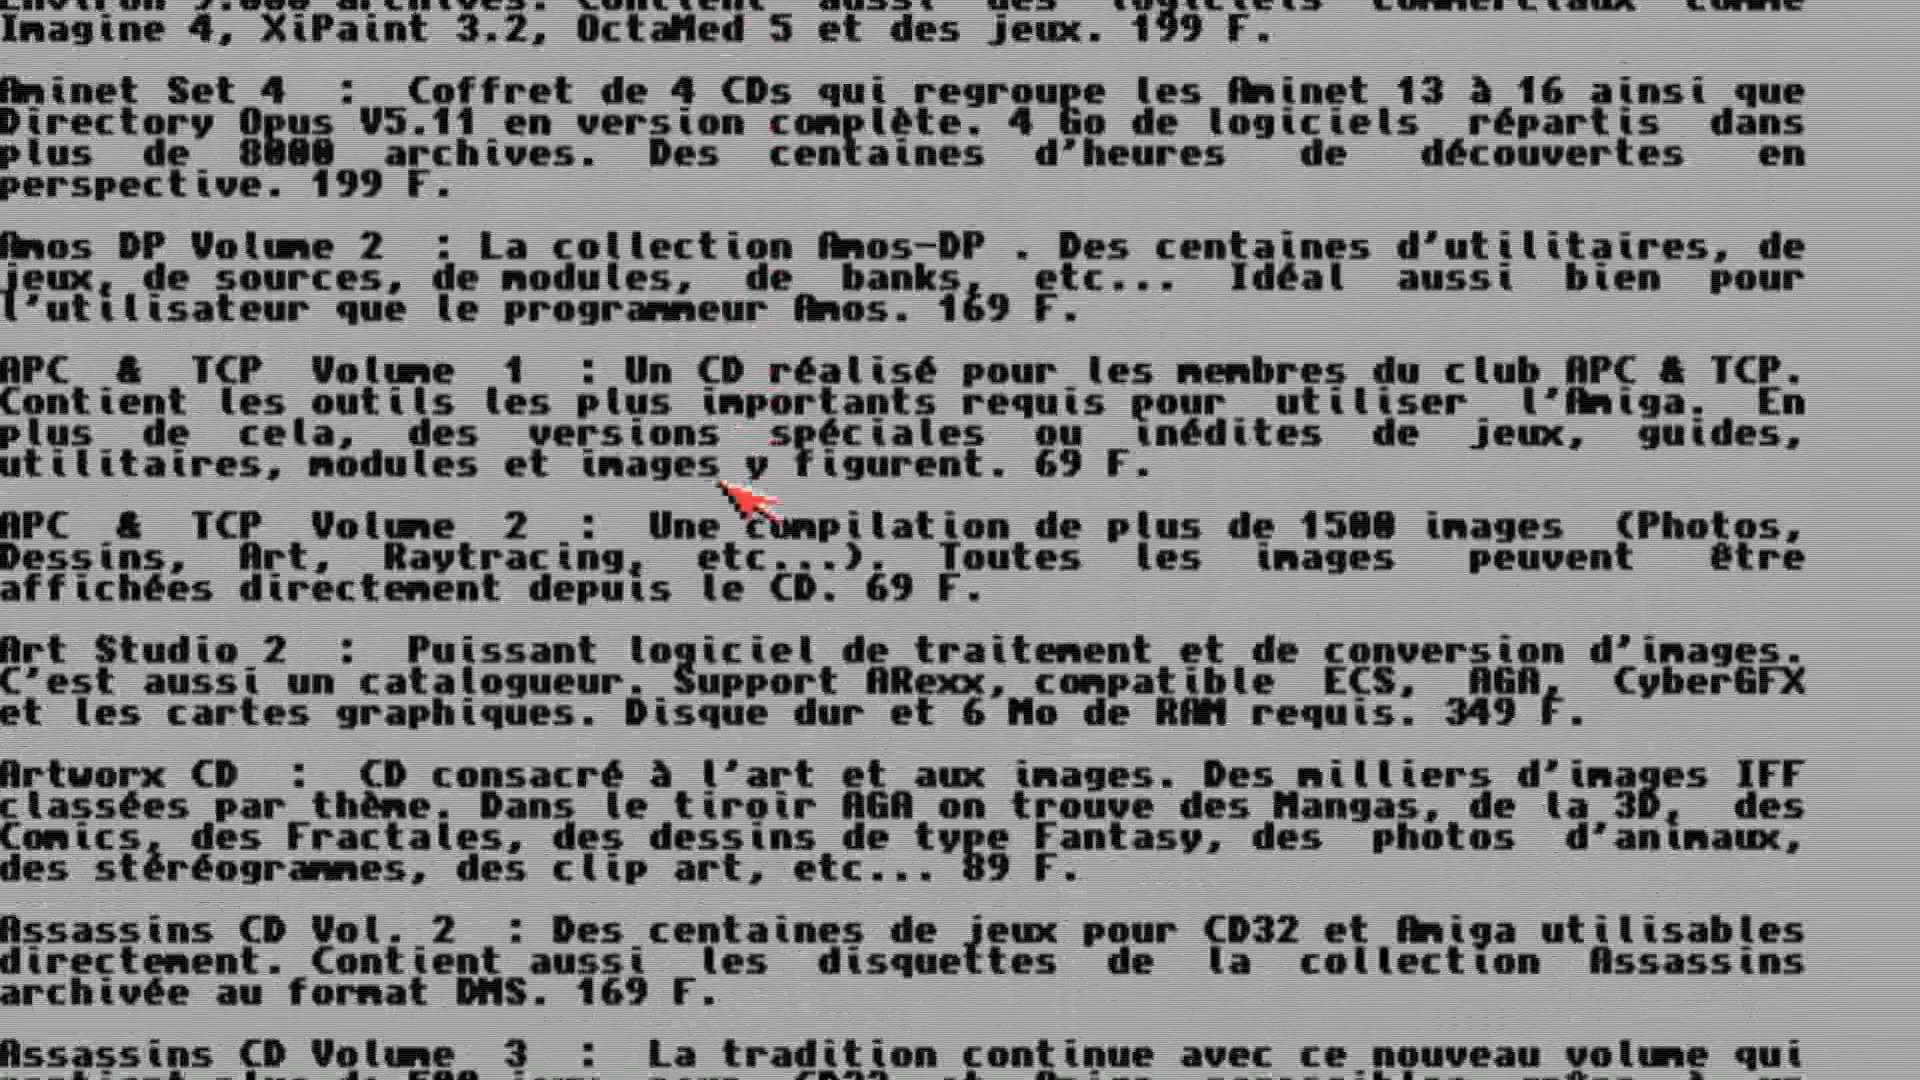 Imagine 4, XiPaint 3.2, OctaMed 5 et des jeux. 199 F.
Aminet Set 4 : Coffret de 4 CDs qui regroupe les Aminet 13 à 16 ainsi que
Directory Opus V5.11 en version complète. 4 Go de logiciels répartis dans
plus de 8000 archives. Des centaines d'heures de découvertes en
perspective. 199 F.
Amos DP Volume 2 : La collection Amos-DP . Des centaines d'utilitaires, de
jeux, de sources, de modules, de banks, etc... Idéal aussi bien pour
l'utilisateur que le programmeur Amos. 169 F.
APC & TCP Volume 1 : Un CD réalisé pour les membres du club APC & TCP.
Contient les outils les plus importants requis pour utiliser l'Amiga. En
plus de cela, des versions spéciales ou inédites de jeux, guides,
utilitaires, modules et images y figurent. 69 F.
APC & TCP Volume 2 : Une compilation de plus de 1500 images (Photos,
Dessins, Art, Raytracing, etc...). Toutes les images peuvent être
affichées directement depuis le CD. 69 F.
Art Studio 2 : Puissant logiciel de traitement et de conversion d'images.
C'est aussi un catalogueur. Support ARexx, compatible ECS, AGA, CyberGFX
et les cartes graphiques. Disque dur et 6 Mo de RAM requis. 349 F.
Artworx CD : CD consacré à l'art et aux images. Des milliers d'images IFF
classées par thème. Dans le tiroir AGA on trouve des Mangas, de la 3D, des
Comics, des Fractales, des dessins de type Fantasy, des photos d'animaux,
des stéréogrammes, des clip art, etc... 89 F.
Assassins CD Vol. 2 : Des centaines de jeux pour CD32 et Amiga utilisables
directement. Contient aussi les disquettes de la collection Assassins
archivée au format DMS. 169 F.
Assassins CD Volume 3 : La tradition continue avec ce nouveau volume qui